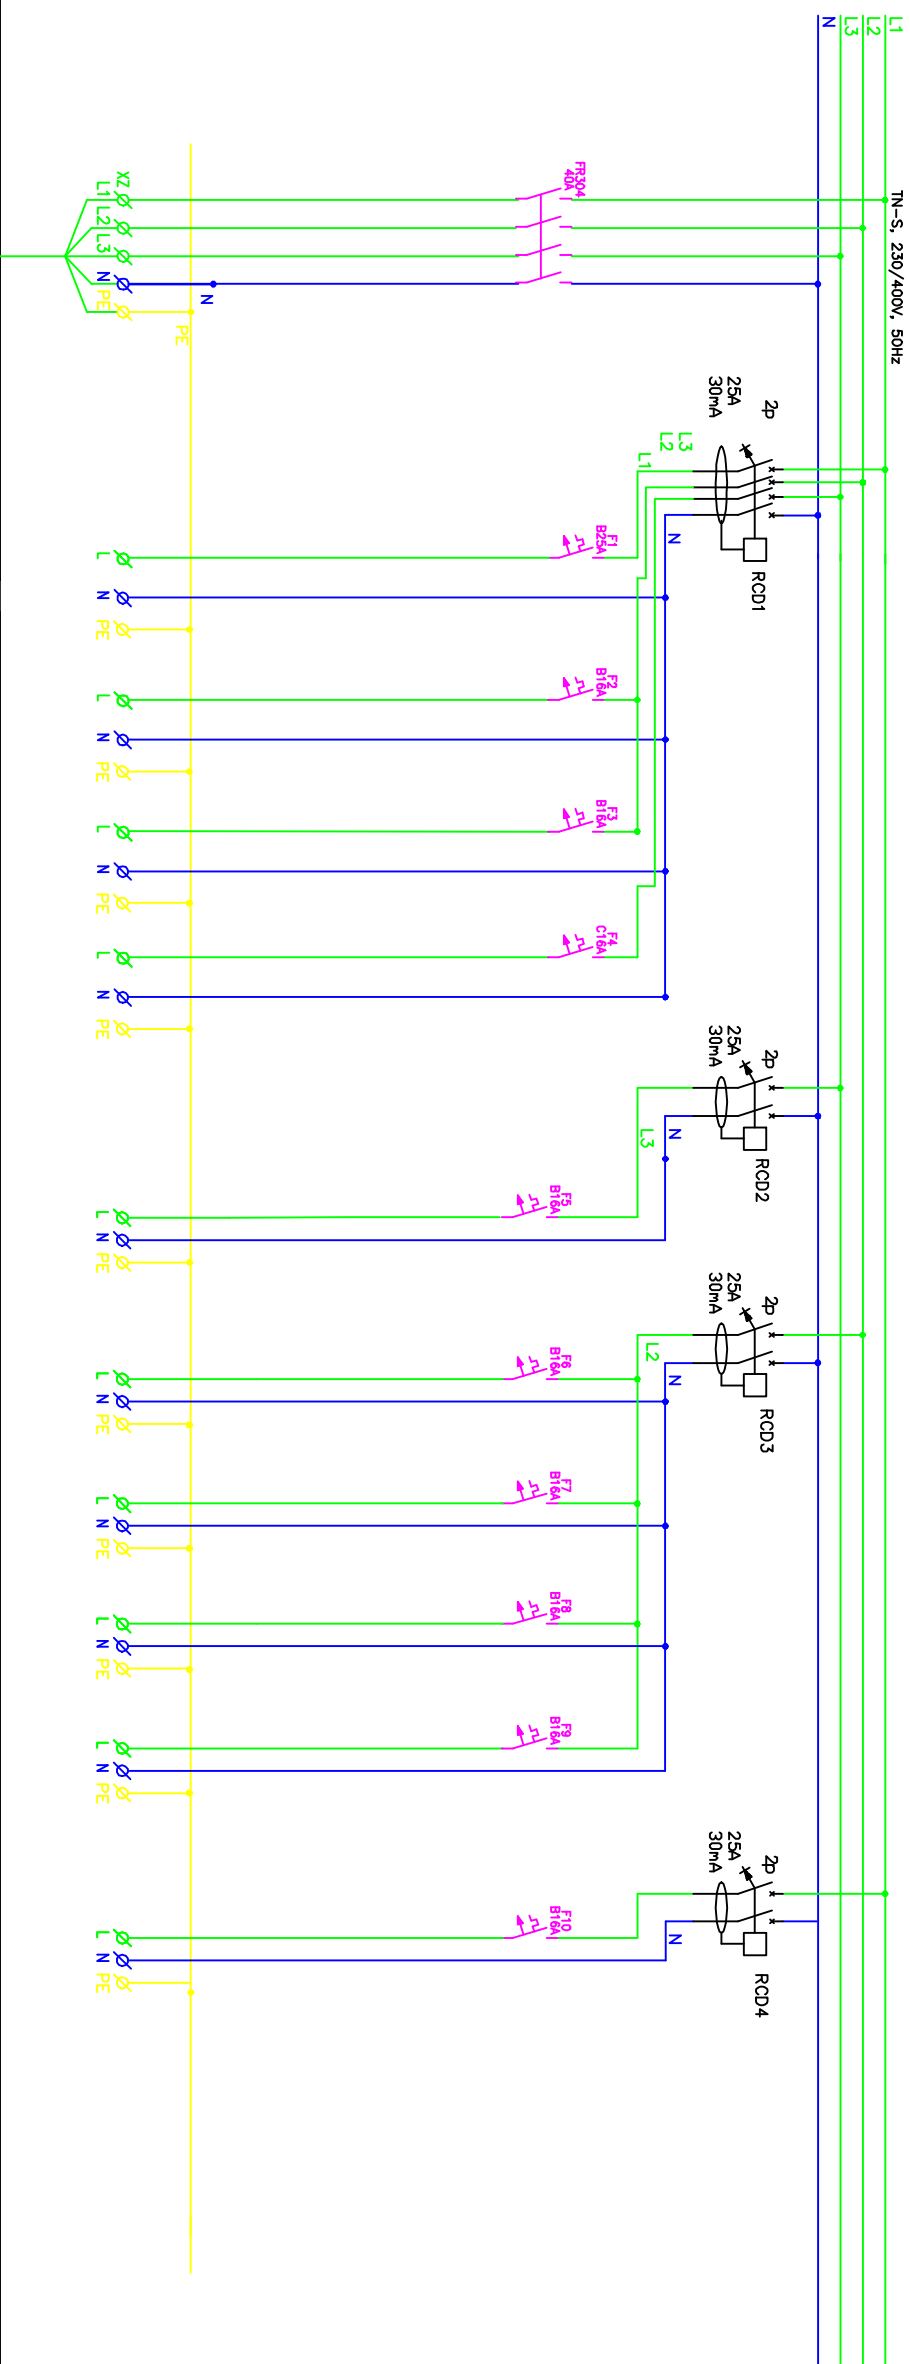 L1
L2
L3
N
TN-S, 230/400V, 50Hz
FR304
40A
XZ
L1
L2
L3
N
PE
N
PE
2p
25A
30mA
RCD1
L3
L2
L1
N
F1
B25A
L
N
PE
F2
B16A
L
N
PE
F3
B16A
L
N
PE
F4
C16A
L
N
PE
2p
25A
30mA
RCD2
N
L3
F5
B16A
L
N
PE
2p
25A
30mA
RCD3
L2
N
F6
B16A
L
N
PE
F7
B16A
L
N
PE
F8
B16A
L
N
PE
F9
B16A
L
N
PE
2p
25A
30mA
RCD4
N
F10
B16A
L
N
PE